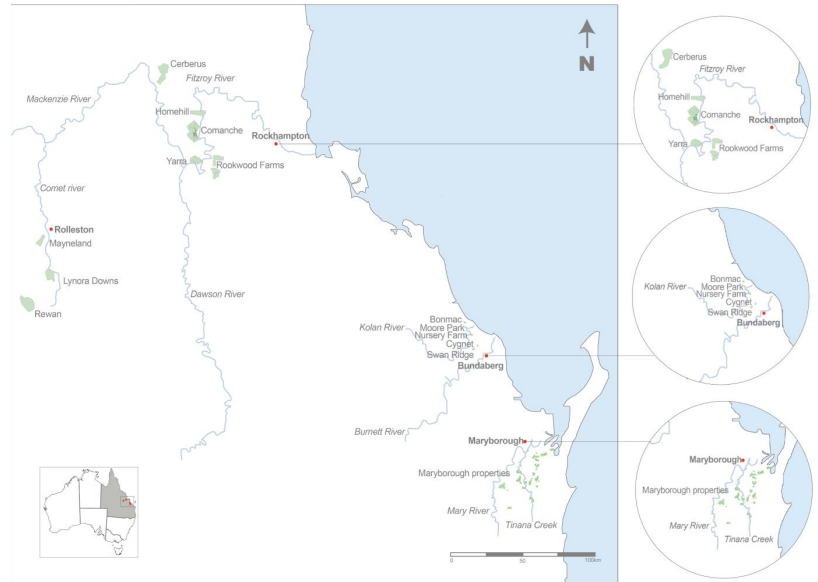 N
Cerberus
Fitzroy River
Mackenzie River
Homehill
Comanche
Rockhampton
Yarra
Rookwood Farms
Comet river
Rolleston
Mayneland
Lynora Downs
Rewan
Dawson River
Bonmac
Kolan River
Moore Park
Nursery Farm
Cygnet
Swan Ridge
Bundaberg
Burnett River
Maryborough
Maryborough properties
Mary River
Tinana Creek
0 50 100km
Cerberus
Fitzroy River
Homehill
Comanche
Rockhampton
Yarra
Rookwood Farms
Bonmac
Kolan River
Moore Park
Nursery Farm
Cygnet
Swan Ridge
Bundaberg
Maryborough
Maryborough properties
Mary River
Tinana Creek